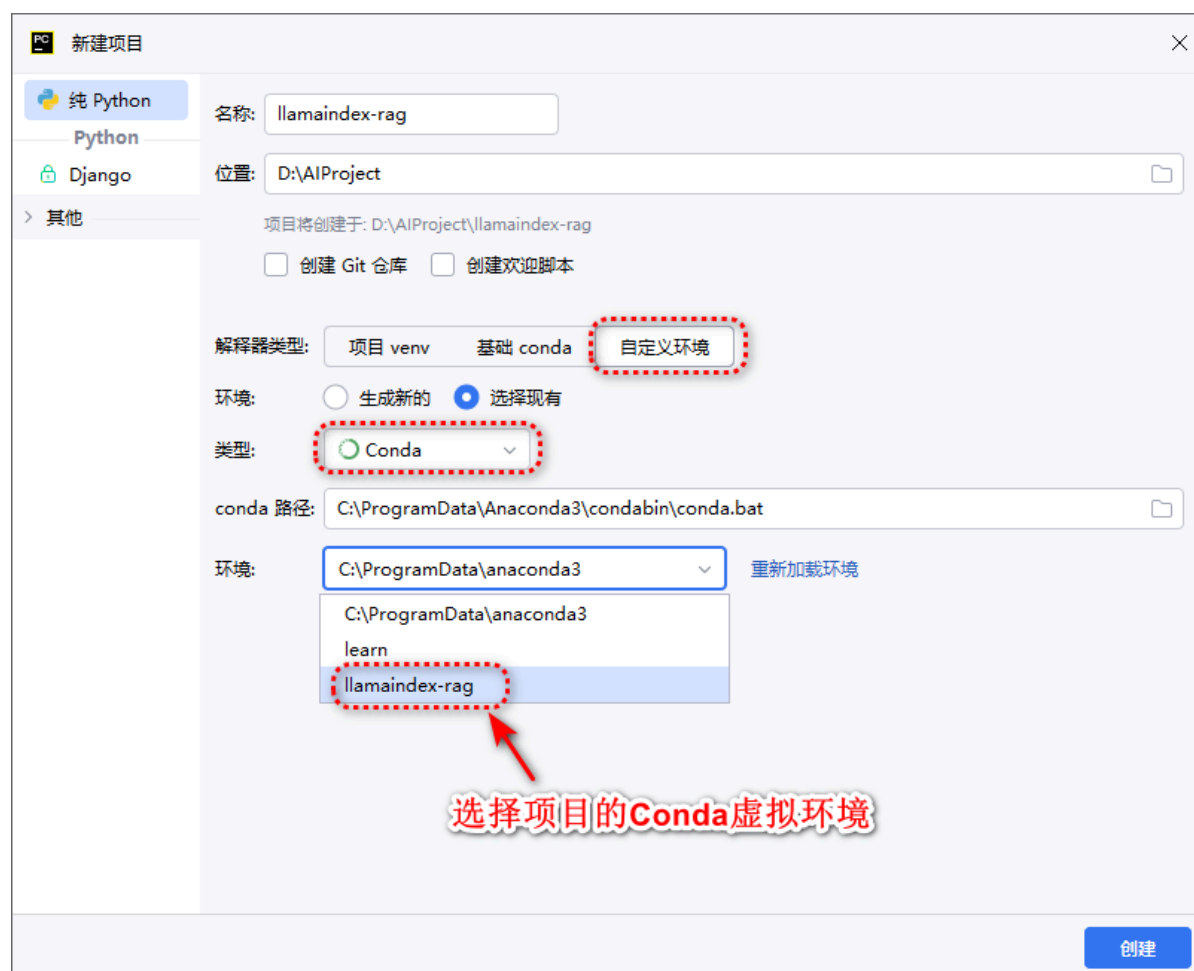 PC 新建项目
纯 Python
Python
Django
其他
名称: llamaindex-rag
位置: D:\AIProject
项目将创建于: D:\AIProject\llamaindex-rag
创建 Git 仓库 创建欢迎脚本
解释器类型: 项目 venv 基础 conda 自定义环境
环境: 生成新的 选择现有
类型: Conda
conda 路径: C:\ProgramData\Anaconda3\condabin\conda.bat
环境: C:\ProgramData\anaconda3 重新加载环境
C:\ProgramData\anaconda3
learn
llamaindex-rag
选择项目的Conda虚拟环境
创建